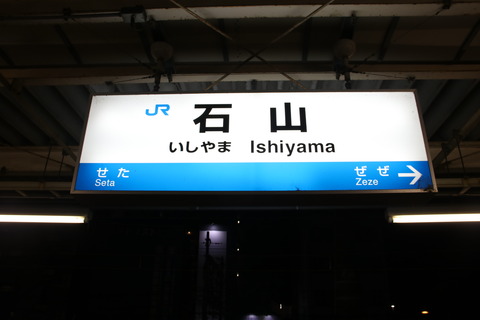 JR 石山
いしやま Ishiyama
せた ぜぜ →
Seta Zeze